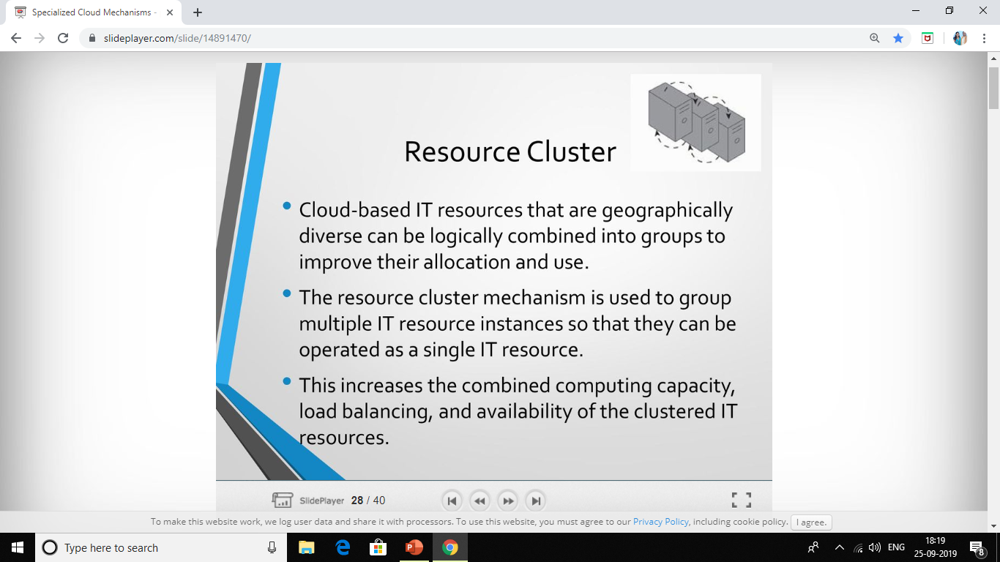 Specialized Cloud Mechanisms -
slideplayer.com/slide/14891470/
Resource Cluster
Cloud-based IT resources that are geographically
diverse can be logically combined into groups to
improve their allocation and use.
The resource cluster mechanism is used to group
multiple IT resource instances so that they can be
operated as a single IT resource.
This increases the combined computing capacity,
load balancing, and availability of the clustered IT
resources.
SlidePlayer 28 / 40
To make this website work, we log user data and share it with processors. To use this website, you must agree to our Privacy Policy, including cookie policy. I agree.
Type here to search
ENG
18:19
25-09-2019
8